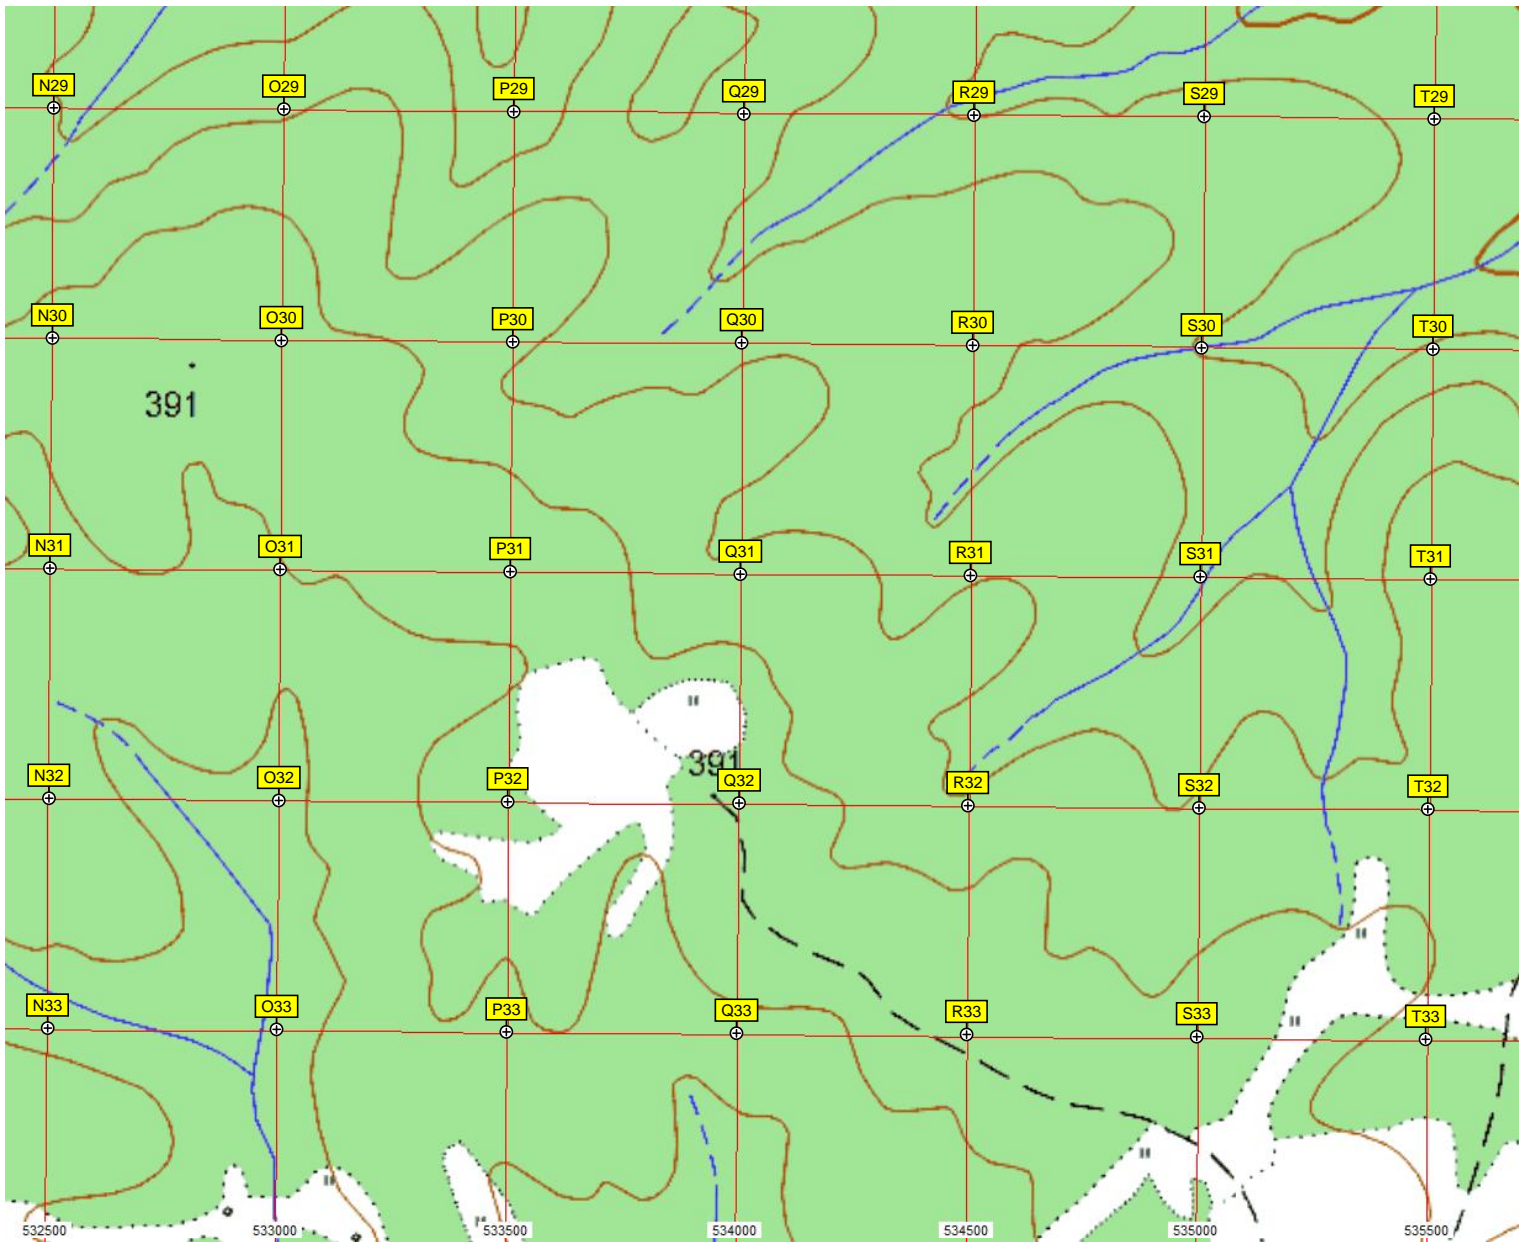 N29 O29 P29 Q29 R29 S29 T29
N30 O30 P30 Q30 R30 S30 T30
391
N31 O31 P31 Q31 R31 S31 T31
391
N32 O32 P32 Q32 R32 S32 T32
N33 O33 P33 Q33 R33 S33 T33
532500 533000 533500 534000 534500 535000 535500